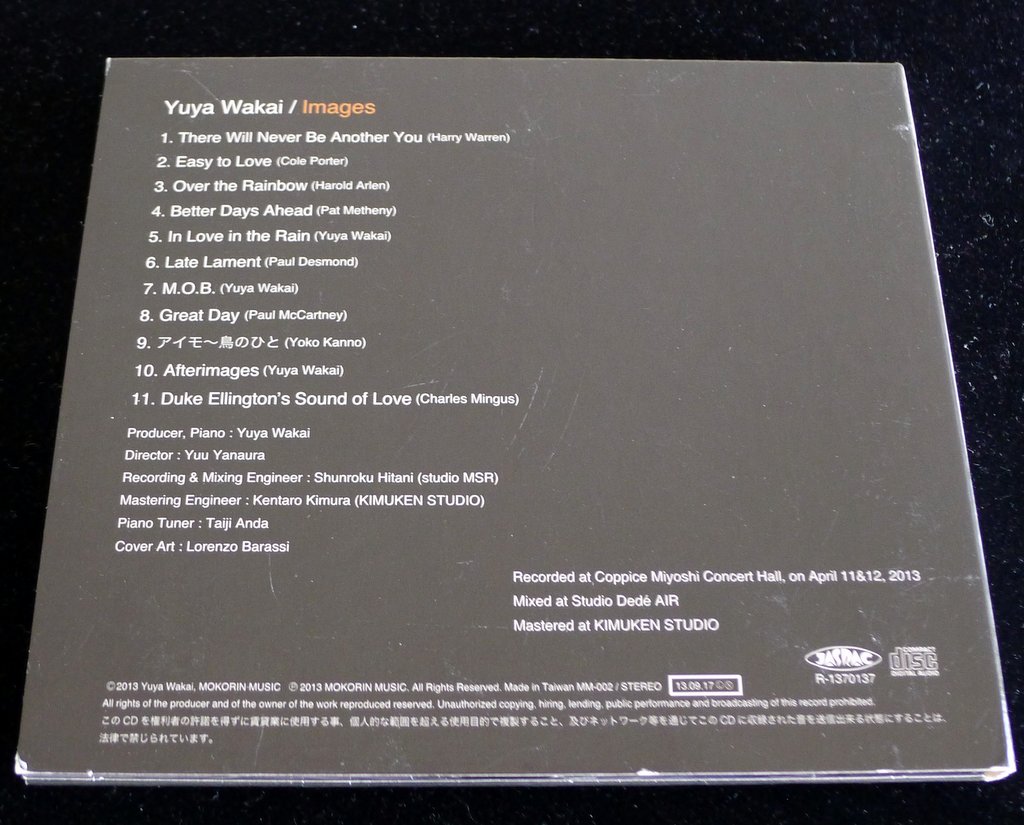 Yuya Wakai / Images
1. There Will Never Be Another You (Harry Warren)
2. Easy to Love (Cole Porter)
3. Over the Rainbow (Harold Arlen)
4. Better Days Ahead (Pat Metheny)
5. In Love in the Rain (Yuya Wakai)
6. Late Lament (Paul Desmond)
7. M.O.B. (Yuya Wakai)
8. Great Day (Paul McCartney)
9. アイモ〜鳥のひと (Yoko Kanno)
10. Afterimages (Yuya Wakai)
11. Duke Ellington's Sound of Love (Charles Mingus)
Producer, Piano : Yuya Wakai
Director : Yuu Yanaura
Recording & Mixing Engineer : Shunroku Hitani (studio MSR)
Mastering Engineer : Kentaro Kimura (KIMUKEN STUDIO)
Piano Tuner : Taiji Anda
Cover Art : Lorenzo Barassi
Recorded at Coppice Miyoshi Concert Hall, on April 11&12, 2013
Mixed at Studio Dedé AIR
Mastered at KIMUKEN STUDIO
JASRAC
R-1370137
COMPACT
disc
DIGITAL AUDIO
©2013 Yuya Wakai, MOKORIN MUSIC ℗2013 MOKORIN MUSIC. All Rights Reserved. Made in Taiwan MM-002 / STEREO 13.09.17
All rights of the producer and of the owner of the work reproduced reserved. Unauthorized copying, hiring, lending, public performance and broadcasting of this record prohibited.
この CD を権利者の許諾を得ずに賃貸業に使用する事、個人的な範囲を超える使用目的で複製すること、及びネットワーク等を通じてこの CD に収録された音を送信出来る状態にすることは、
法律で禁じられています。